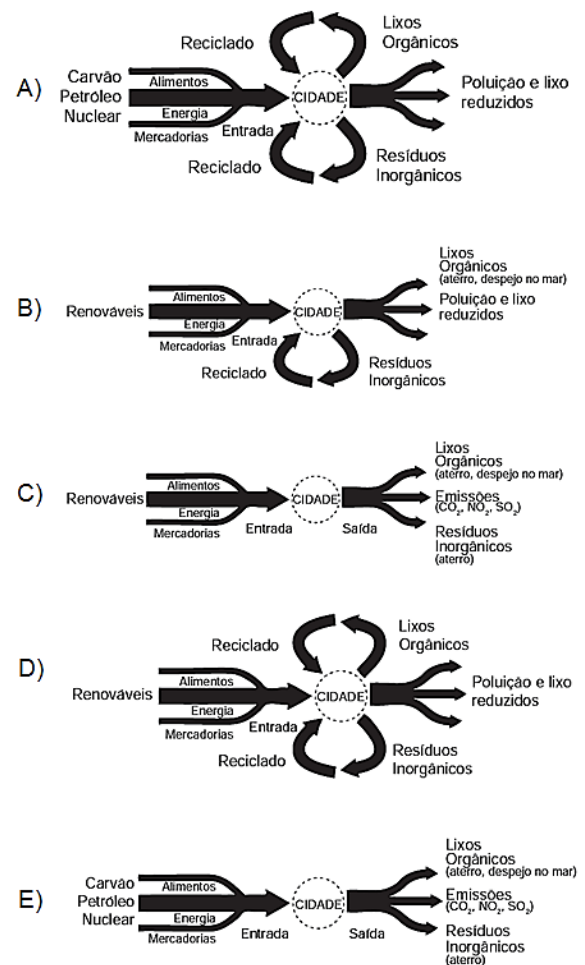 A)
Reciclado
Lixos
Orgânicos
Carvão
Petróleo
Nuclear
Alimentos
Energia
Mercadorias
Entrada
CIDADE
Poluição e lixo
reduzidos
Reciclado
Resíduos
Inorgânicos
B)
Renováveis
Alimentos
Energia
Mercadorias
Entrada
CIDADE
Lixos
Orgânicos
(aterro, despejo no mar)
Poluição e lixo
reduzidos
Reciclado
Resíduos
Inorgânicos
C)
Renováveis
Alimentos
Energia
Mercadorias
Entrada
CIDADE
Saída
Lixos
Orgânicos
(aterro, despejo no mar)
Emissões
(CO₂, NO₂, SO₂)
Resíduos
Inorgânicos
(aterro)
D)
Reciclado
Lixos
Orgânicos
Renováveis
Alimentos
Energia
Mercadorias
Entrada
CIDADE
Poluição e lixo
reduzidos
Reciclado
Resíduos
Inorgânicos
E)
Carvão
Petróleo
Nuclear
Alimentos
Energia
Mercadorias
Entrada
CIDADE
Saída
Lixos
Orgânicos
(aterro, despejo no mar)
Emissões
(CO₂, NO₂, SO₂)
Resíduos
Inorgânicos
(aterro)